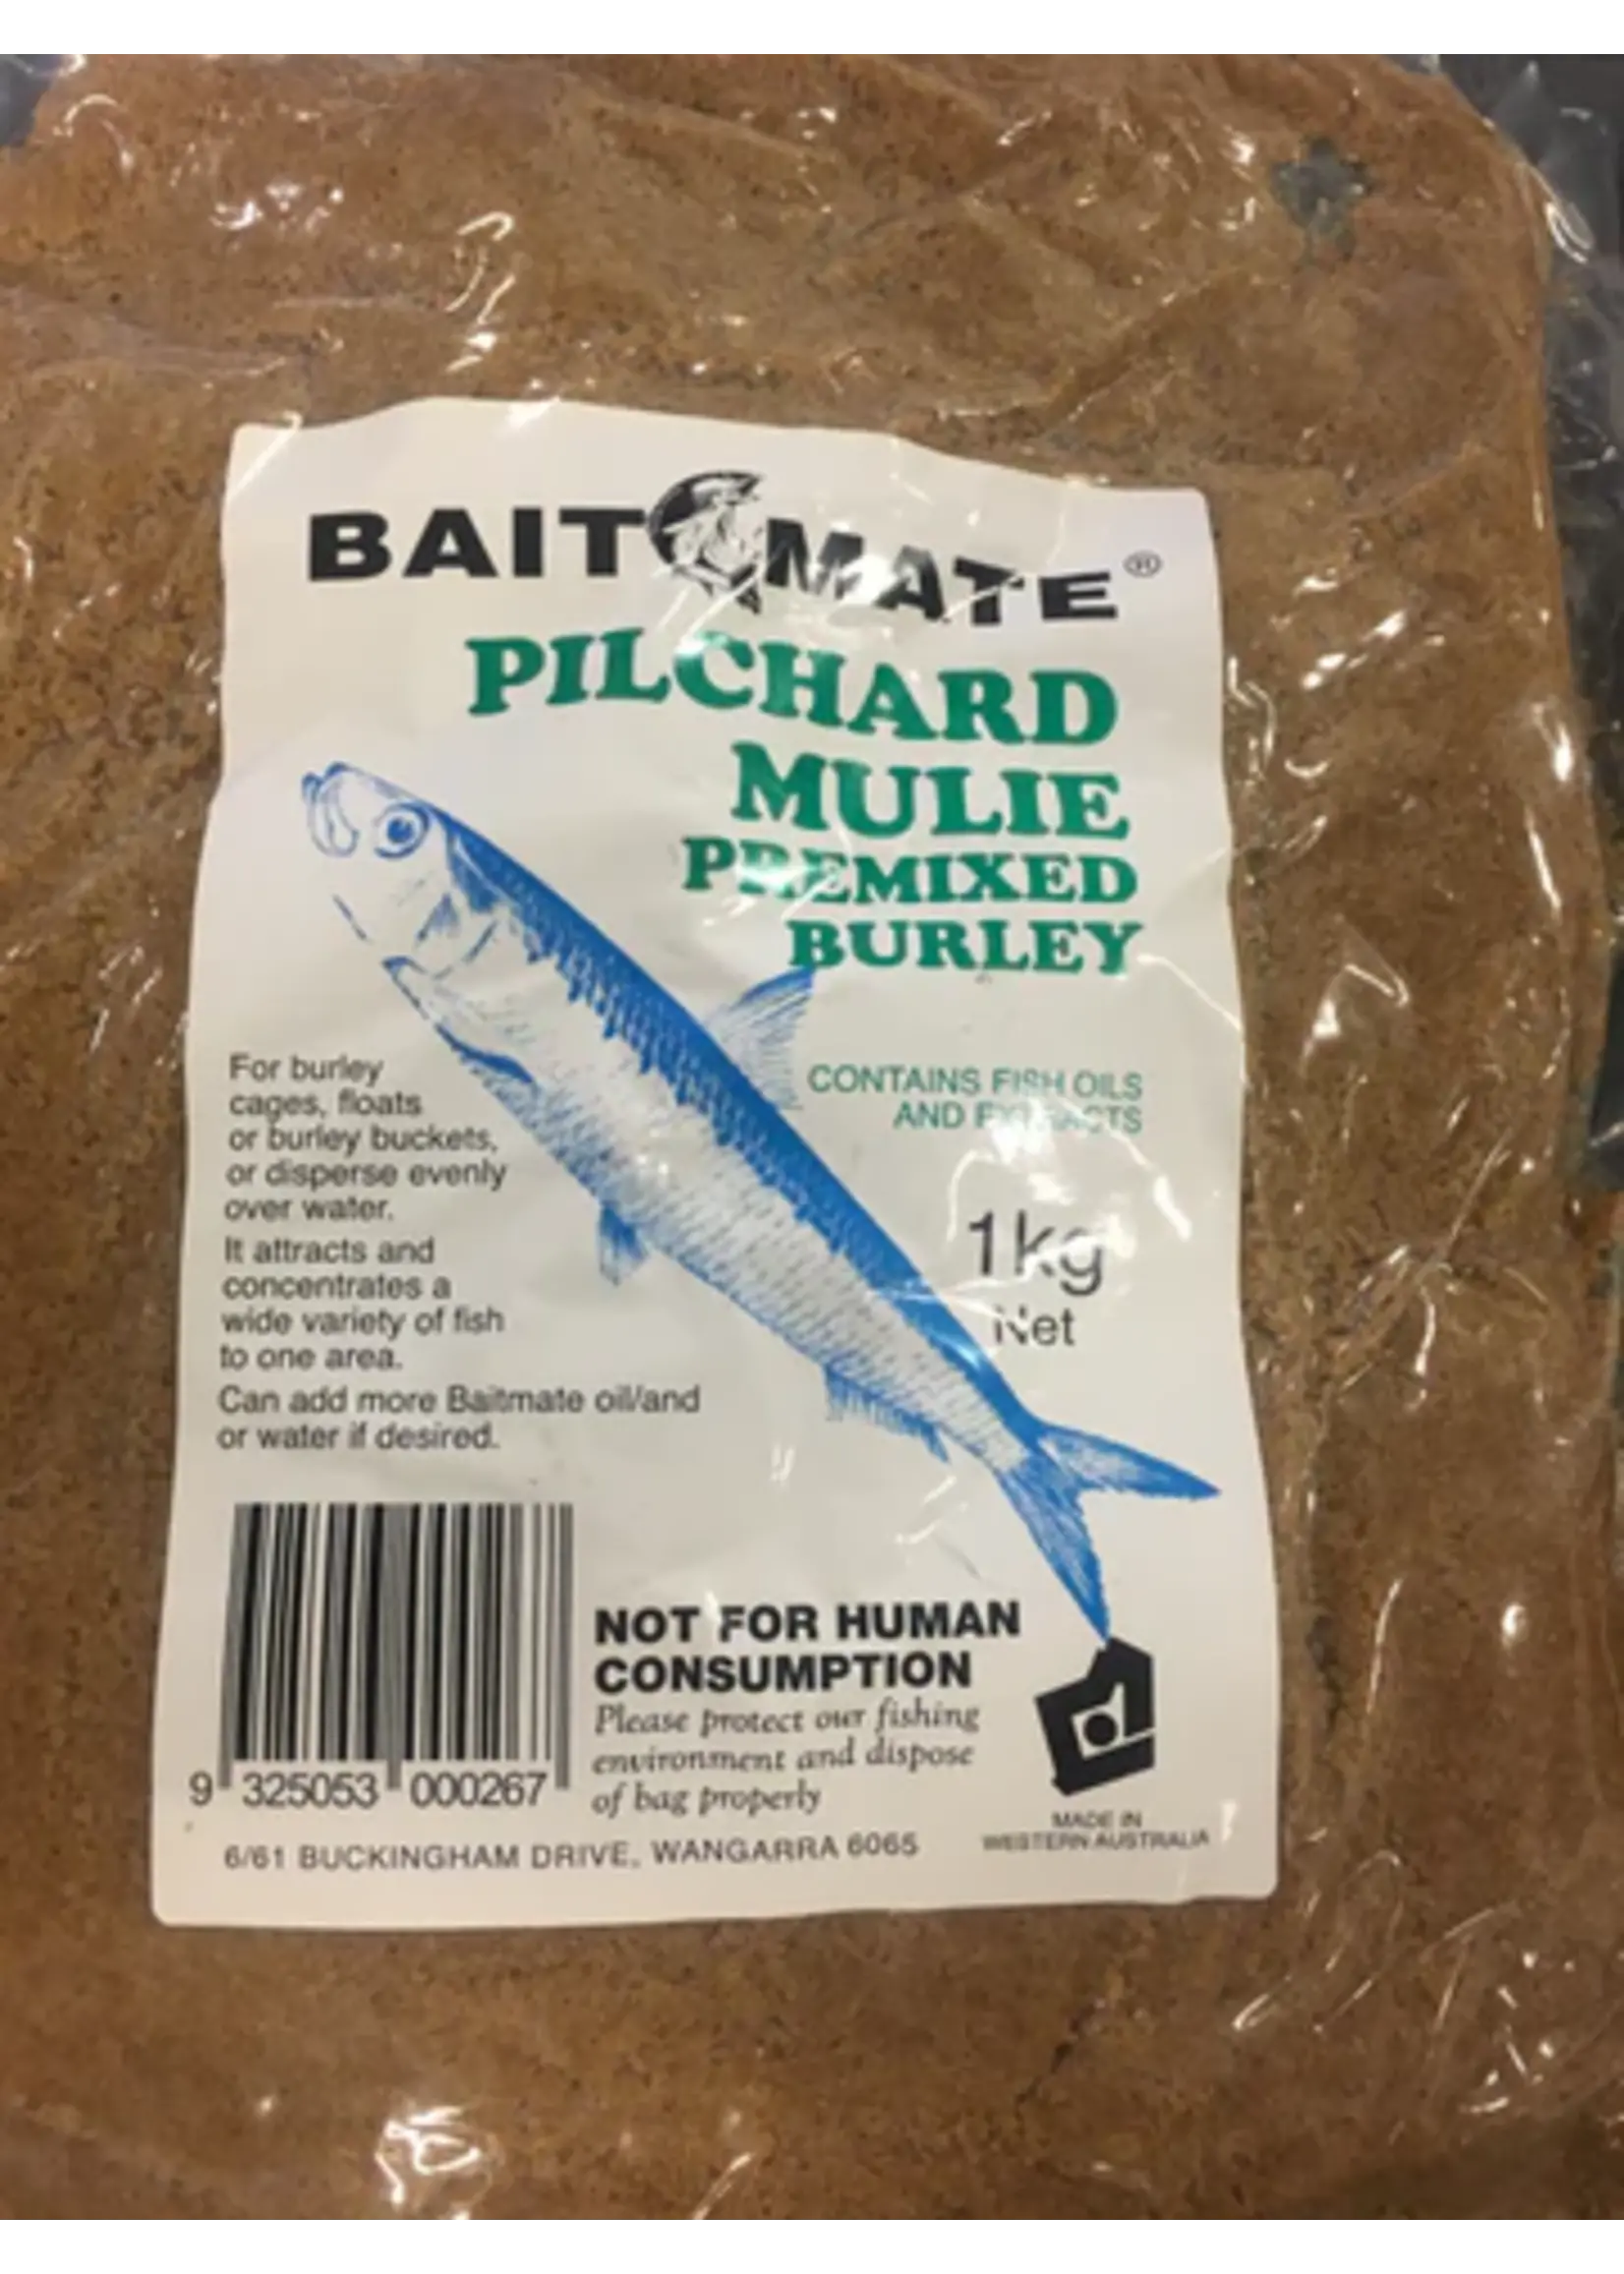 BAIT MATE®
PILCHARD
MULIE
PREMIXED
BURLEY
CONTAINS FISH OILS
AND EXTRACTS
1kg
Net
For burley
cages, floats
or burley buckets,
or disperse evenly
over water.
It attracts and
concentrates a
wide variety of fish
to one area.
Can add more Baitmate oil/and
or water if desired.
NOT FOR HUMAN
CONSUMPTION
Please protect our fishing
environment and dispose
of bag properly
9 325053 000267
MADE IN
WESTERN AUSTRALIA
6/61 BUCKINGHAM DRIVE, WANGARRA 6065